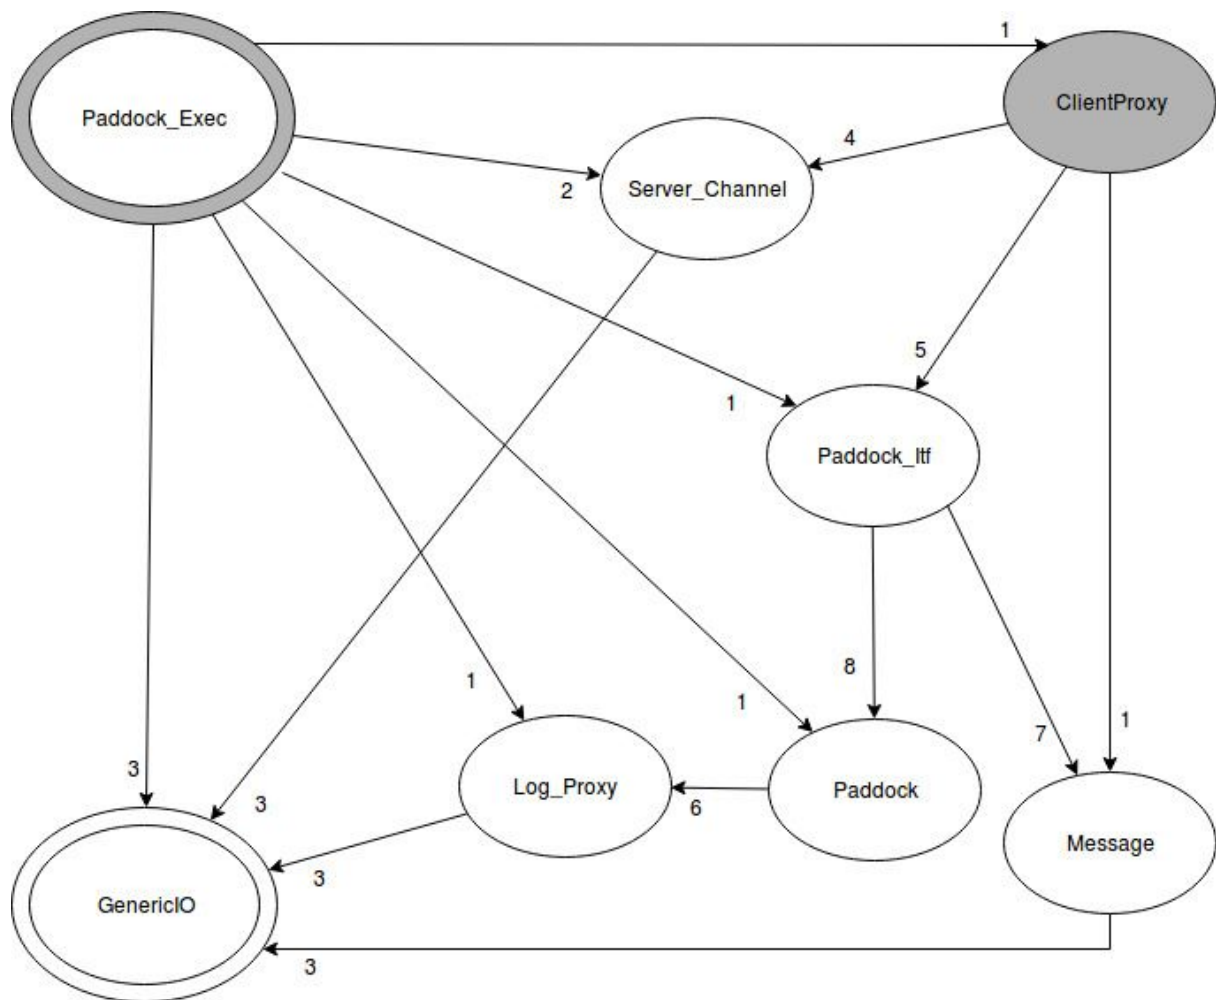 1
Paddock_Exec
ClientProxy
4
2
Server_Channel
5
1
Paddock_Itf
8
1
1
7
1
3
3
6
Log_Proxy
Paddock
Message
3
GenericIO
3